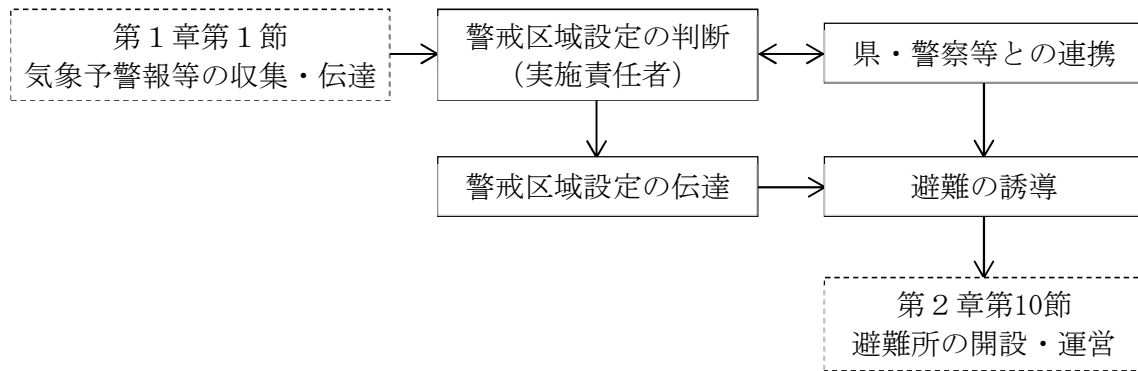 第１章第１節
気象予警報等の収集・伝達
警戒区域設定の判断
（実施責任者）
県・警察等との連携
警戒区域設定の伝達
避難の誘導
第２章第10節
避難所の開設・運営